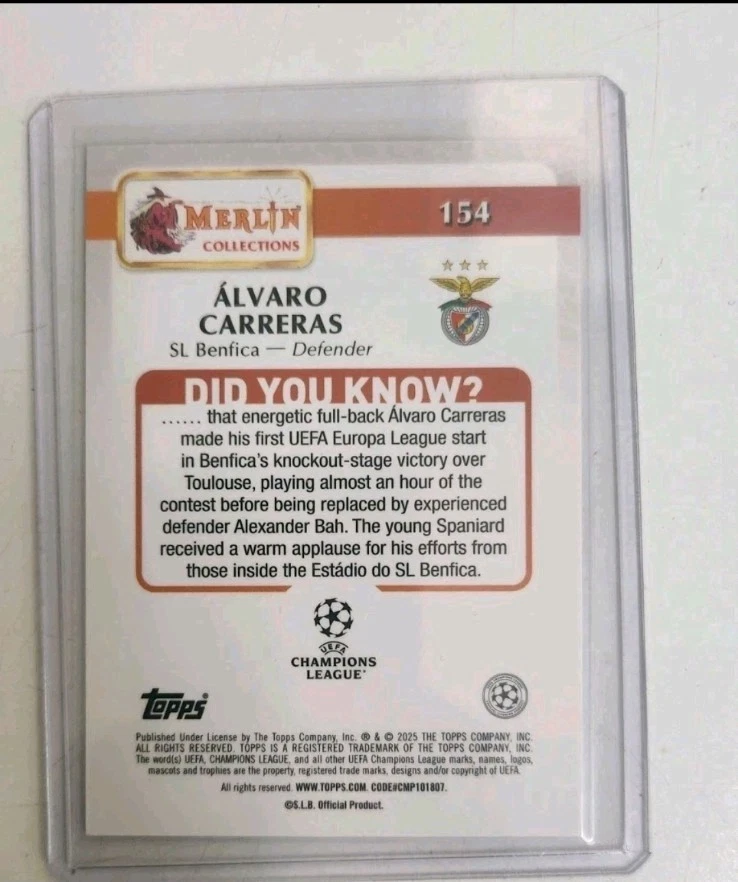 MERLIN
COLLECTIONS
154
ÁLVARO
CARRERAS
SL Benfica — Defender
DID YOU KNOW?
...... that energetic full-back Álvaro Carreras
made his first UEFA Europa League start
in Benfica's knockout-stage victory over
Toulouse, playing almost an hour of the
contest before being replaced by experienced
defender Alexander Bah. The young Spaniard
received a warm applause for his efforts from
those inside the Estádio do SL Benfica.
UEFA
CHAMPIONS
LEAGUE
topps
Published Under License by The Topps Company, Inc. ® & © 2025 THE TOPPS COMPANY, INC.
ALL RIGHTS RESERVED. TOPPS IS A REGISTERED TRADEMARK OF THE TOPPS COMPANY, INC.
The word(s) UEFA, CHAMPIONS LEAGUE, and all other UEFA Champions League marks, names, logos,
mascots and trophies are the property, registered trade marks, designs and/or copyright of UEFA.
All rights reserved. WWW.TOPPS.COM. CODE#CMP101807.
©S.L.B. Official Product.